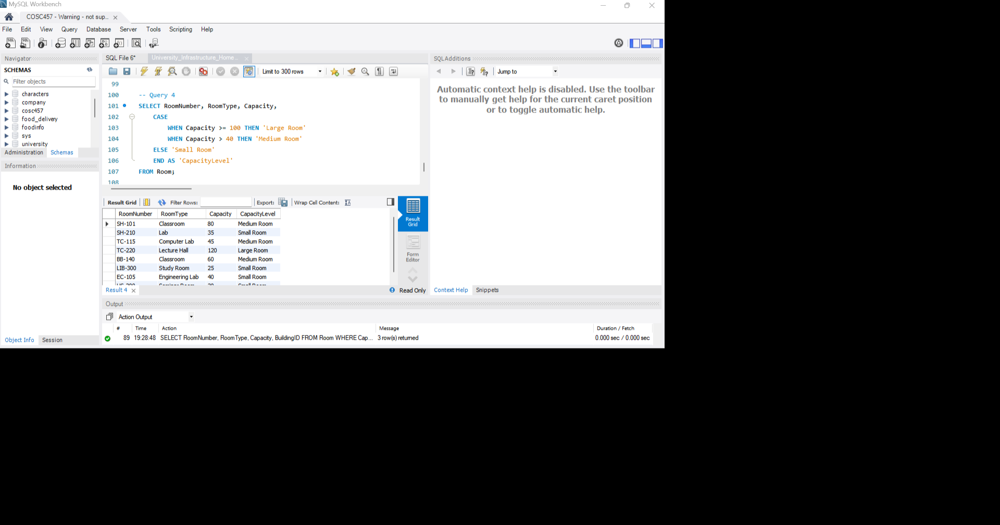 MySQL Workbench
COSC457 - Warning - not sup...
File Edit View Query Database Server Tools Scripting Help
Navigator
SCHEMAS
Filter objects
characters
company
cosc457
food_delivery
foodinfo
sys
university
Administration Schemas
Information
No object selected
Object Info Session
SQL File 6* University_Infrastructure_Home...
Limit to 300 rows
99
100 -- Query 4
101 SELECT RoomNumber, RoomType, Capacity,
102 CASE
103 WHEN Capacity >= 100 THEN 'Large Room'
104 WHEN Capacity > 40 THEN 'Medium Room'
105 ELSE 'Small Room'
106 END AS 'CapacityLevel'
107 FROM Room;
108
Result Grid Filter Rows: Export: Wrap Cell Content:
RoomNumber RoomType Capacity CapacityLevel
SH-101 Classroom 80 Medium Room
SH-210 Lab 35 Small Room
TC-115 Computer Lab 45 Medium Room
TC-220 Lecture Hall 120 Large Room
BB-140 Classroom 60 Medium Room
LIB-300 Study Room 25 Small Room
EC-105 Engineering Lab 40 Small Room
Result
Grid
Form
Editor
Result 4 Read Only
SQLAdditions
Jump to
Automatic context help is disabled. Use the toolbar
to manually get help for the current caret position
or to toggle automatic help.
Context Help Snippets
Output
Action Output
# Time Action Message Duration / Fetch
89 19:28:48 SELECT RoomNumber, RoomType, Capacity, BuildingID FROM Room WHERE Cap... 3 row(s) returned 0.000 sec / 0.000 sec